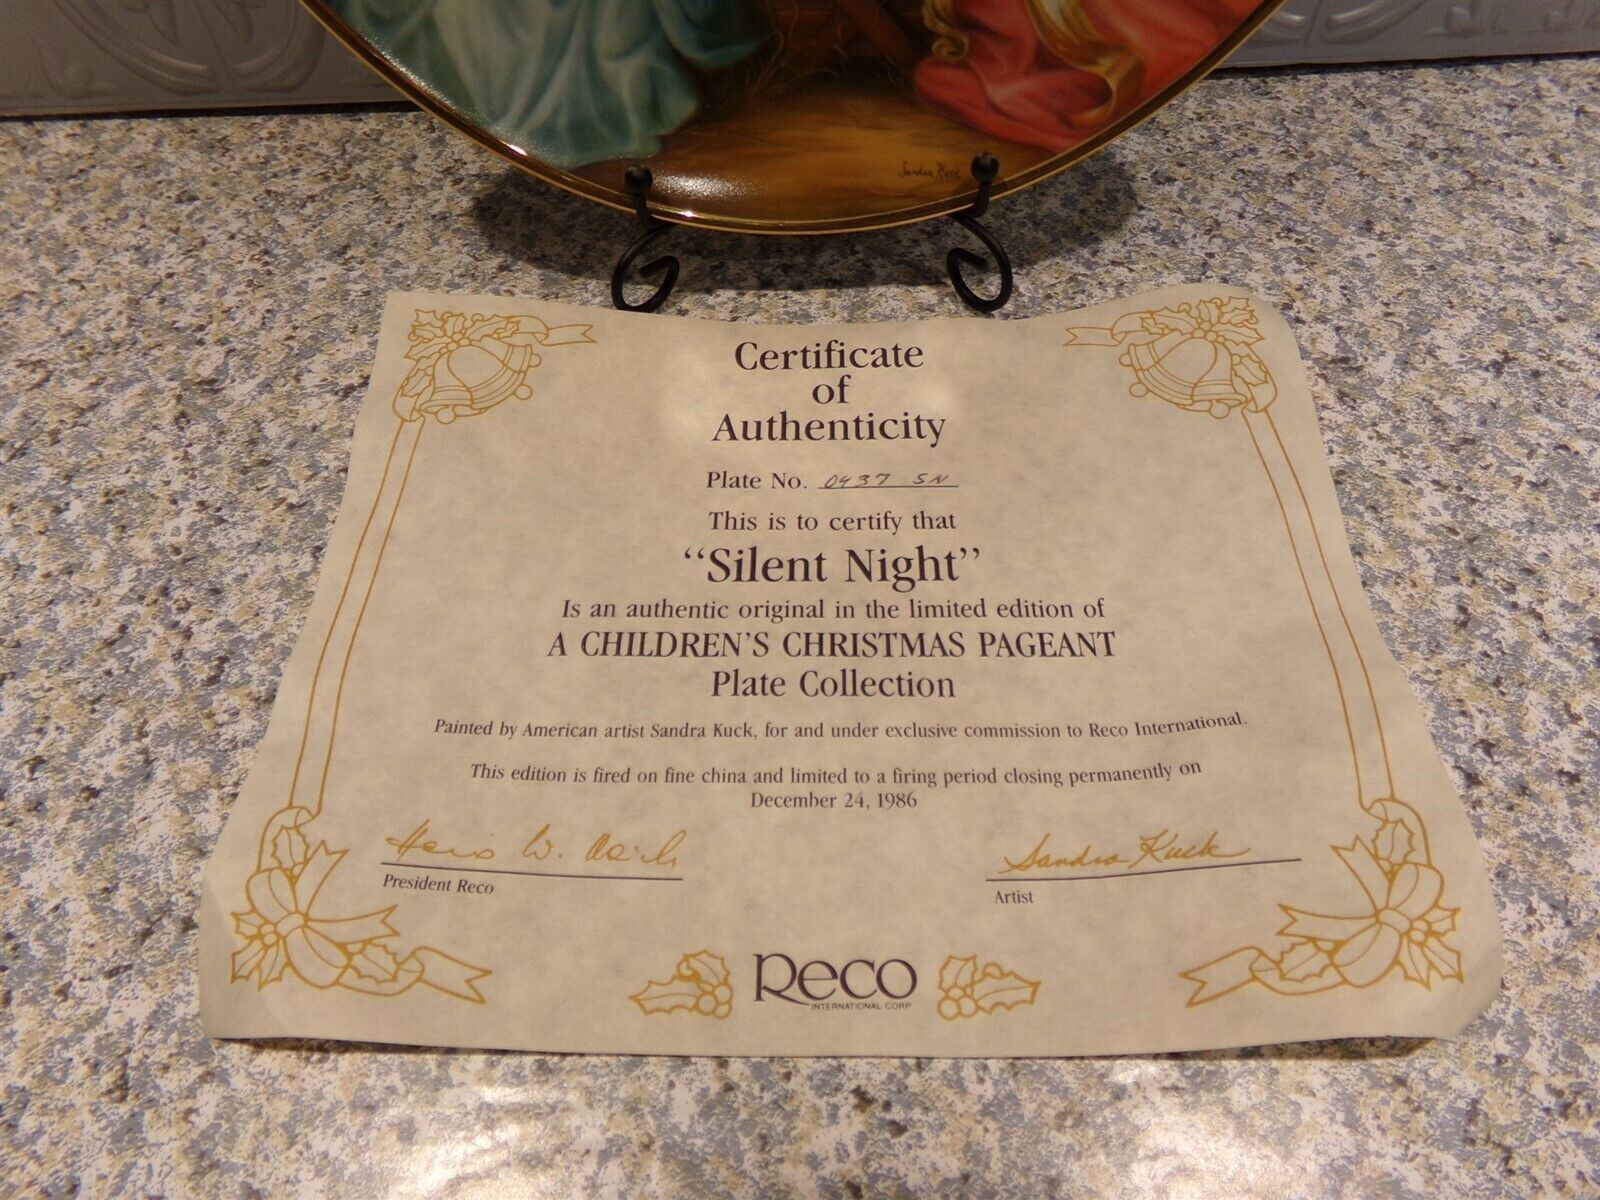 Sandra Kuck
Certificate
of
Authenticity
Plate No. 0437 SN
This is to certify that
“Silent Night”
Is an authentic original in the limited edition of
A CHILDREN’S CHRISTMAS PAGEANT
Plate Collection
Painted by American artist Sandra Kuck, for and under exclusive commission to Reco International.
This edition is fired on fine china and limited to a firing period closing permanently on
December 24, 1986
W.
Sandra Kuck
President Reco
Artist
Reco
INTERNATIONAL CORP